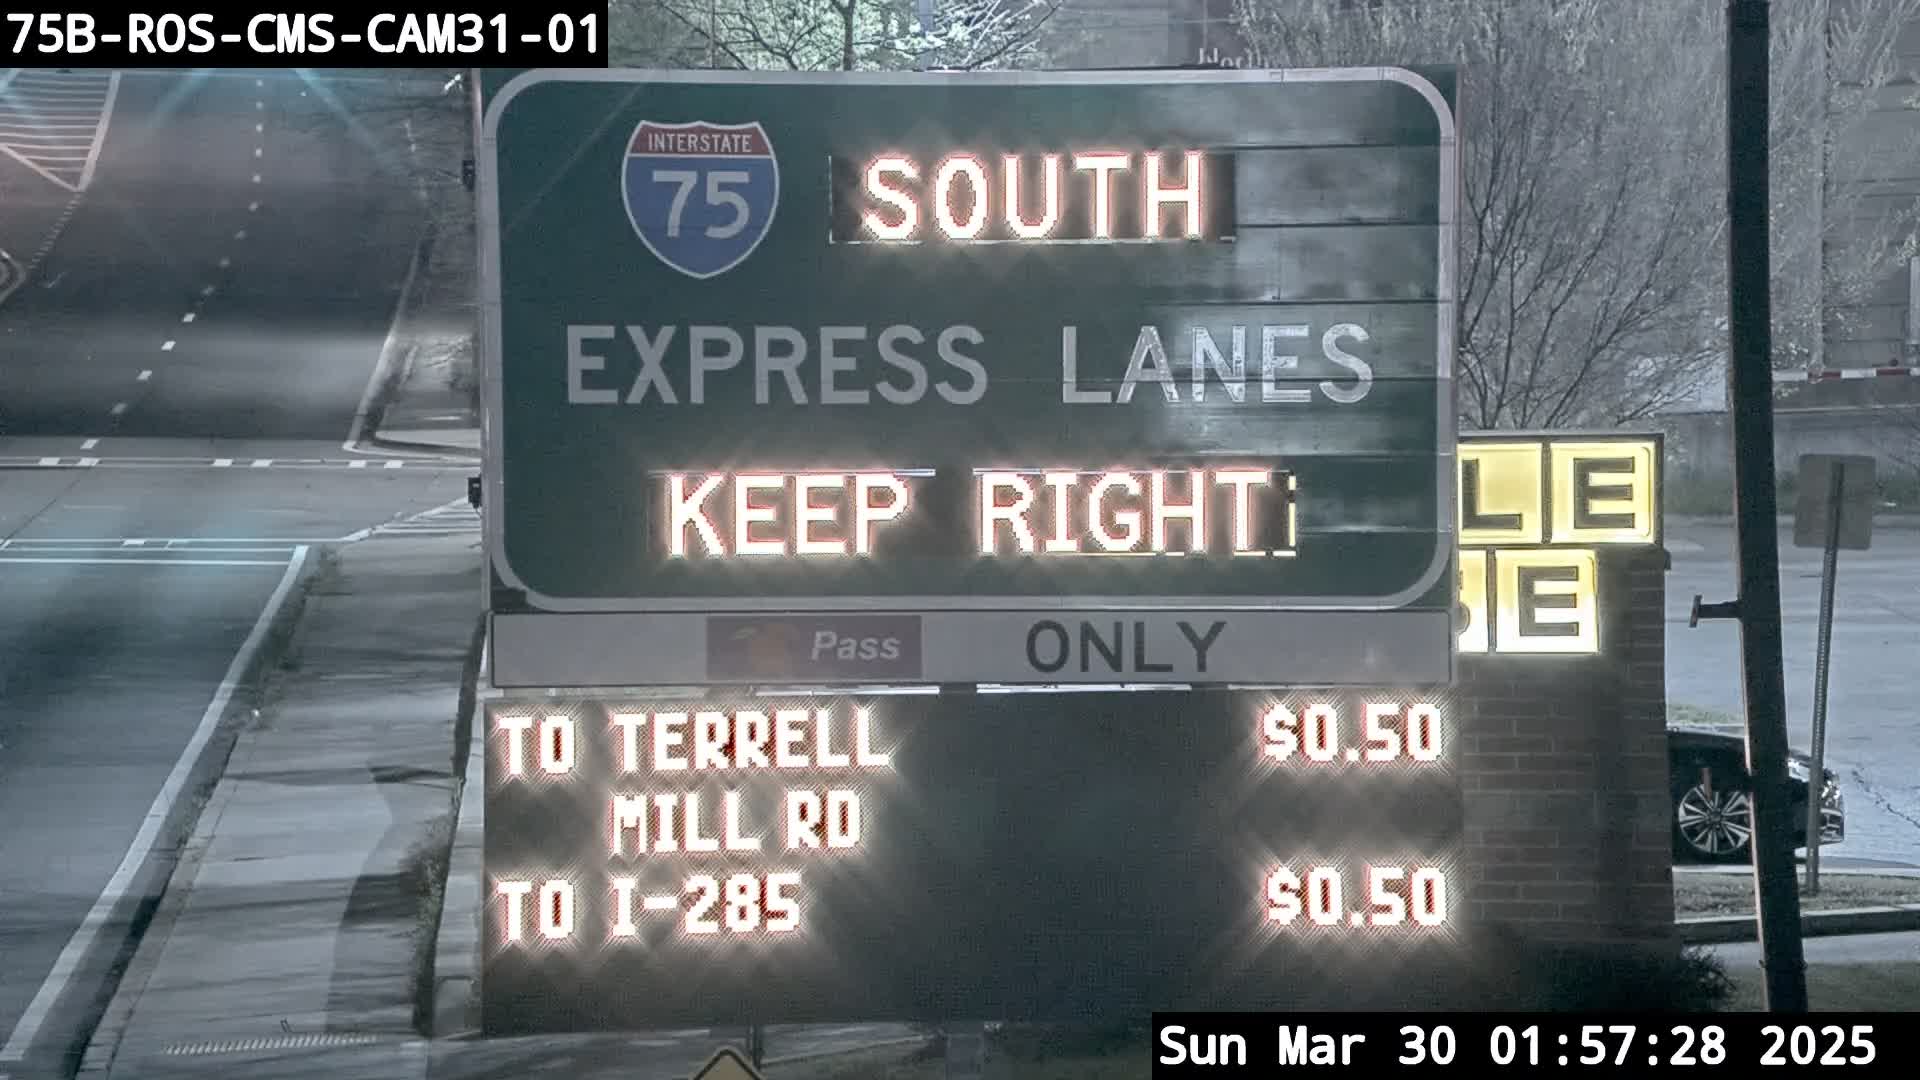 75B-ROS-CMS-CAM31-01
INTERSTATE
75
SOUTH
EXPRESS LANES
KEEP RIGHT
Pass ONLY
TO TERRELL $0.50
MILL RD
TO I-285 $0.50
LE
E
Sun Mar 30 01:57:28 2025